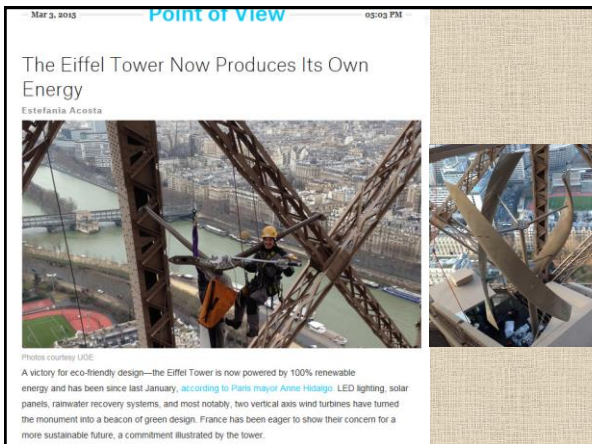 Mar 3, 2015
Point of View
05:03 PM
The Eiffel Tower Now Produces Its Own
Energy
Estefania Acosta
Photos courtesy UGE
A victory for eco-friendly design—the Eiffel Tower is now powered by 100% renewable
energy and has been since last January, according to Paris mayor Anne Hidalgo. LED lighting, solar
panels, rainwater recovery systems, and most notably, two vertical axis wind turbines have turned
the monument into a beacon of green design. France has been eager to show their concern for a
more sustainable future, a commitment illustrated by the tower.